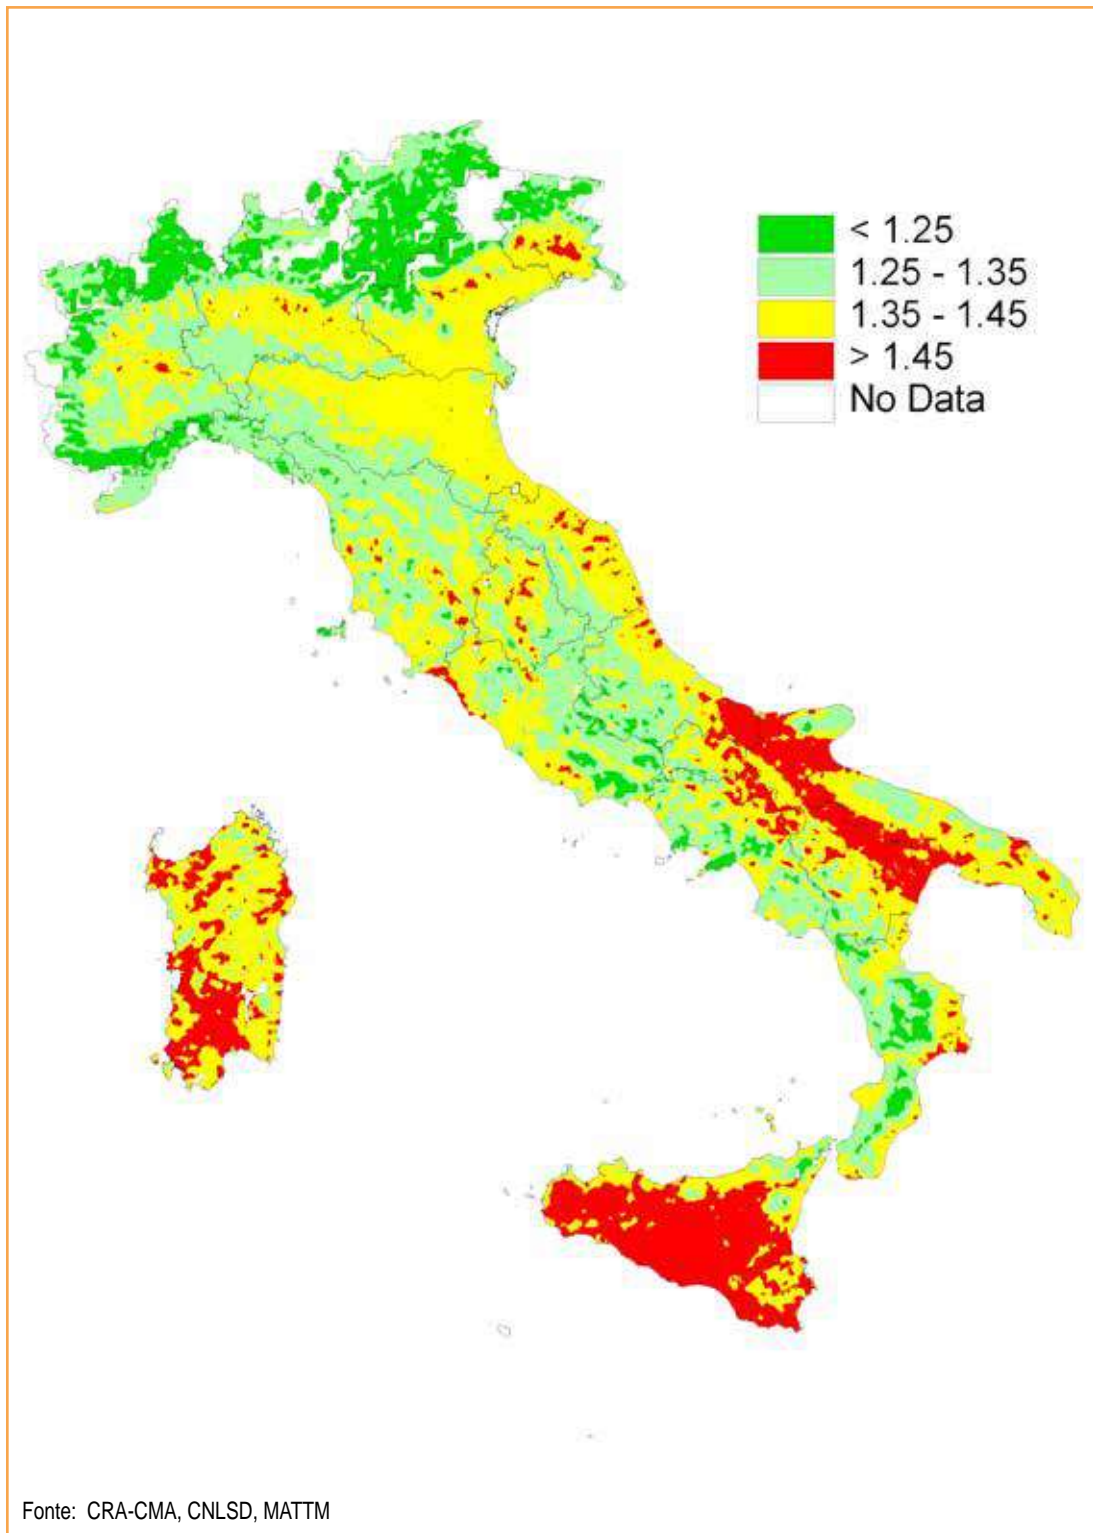 < 1.25
1.25 - 1.35
1.35 - 1.45
> 1.45
No Data
Fonte: CRA-CMA, CNLSD, MATTM